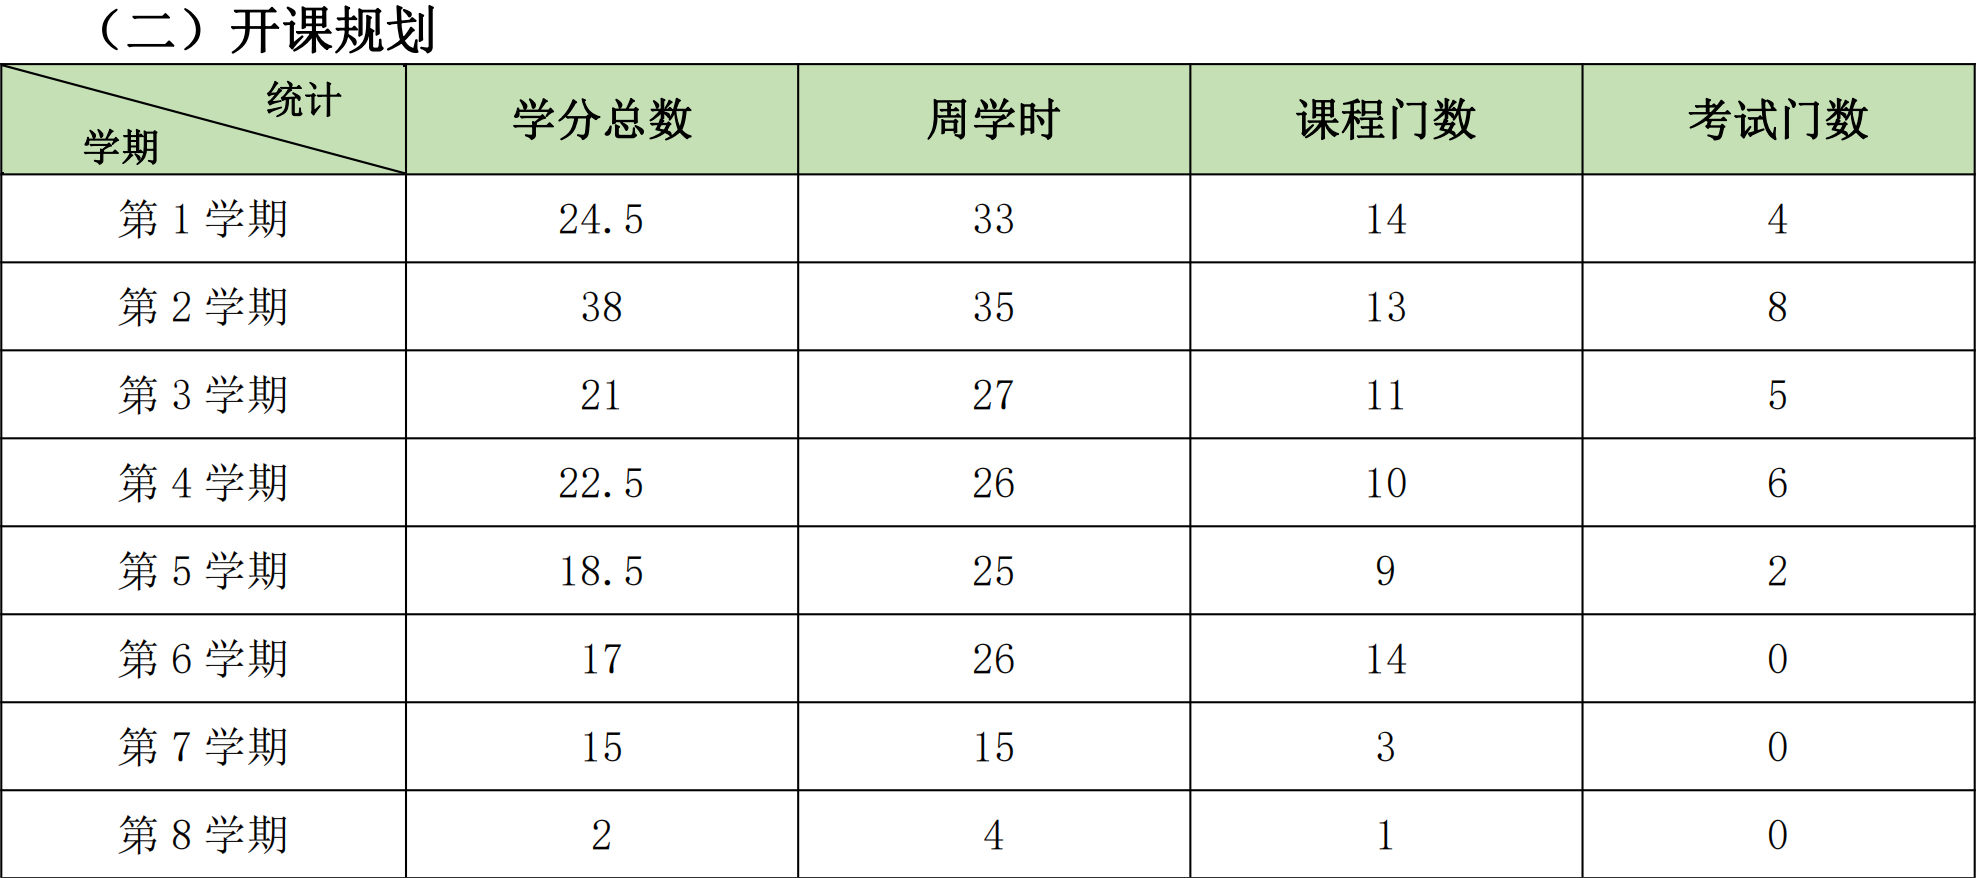 （二）开课规划
统计
学期 学分总数 周学时 课程门数 考试门数
第 1 学期 24.5 33 14 4
第 2 学期 38 35 13 8
第 3 学期 21 27 11 5
第 4 学期 22.5 26 10 6
第 5 学期 18.5 25 9 2
第 6 学期 17 26 14 0
第 7 学期 15 15 3 0
第 8 学期 2 4 1 0